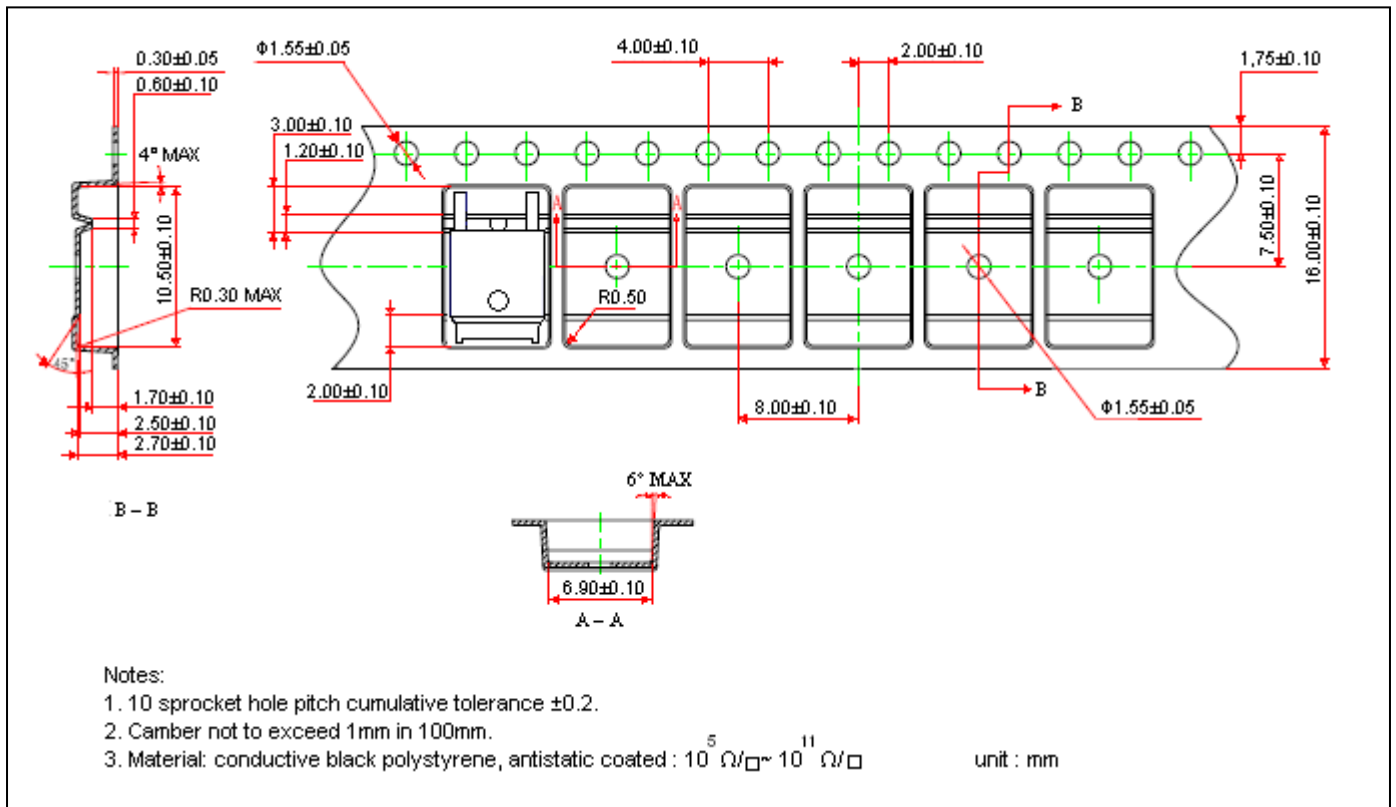 0.30±0.05
Φ1.55±0.05
4.00±0.10
2.00±0.10
1,75±0.10
0.60±0.10
B
3.00±0.10
4° MAX
1.20±0.10
A
A
10.50±0.10
7.50±0.10
16.00±0.10
R0.30 MAX
R0.50
45°
2.00±0.10
1.70±0.10
B
8.00±0.10
Φ1.55±0.05
2.50±0.10
2.70±0.10
6° MAX
B – B
6.90±0.10
A – A
Notes:
1. 10 sprocket hole pitch cumulative tolerance ±0.2.
2. Camber not to exceed 1mm in 100mm.
3. Material: conductive black polystyrene, antistatic coated : 10⁵ Ω/□~ 10¹¹ Ω/□ unit : mm